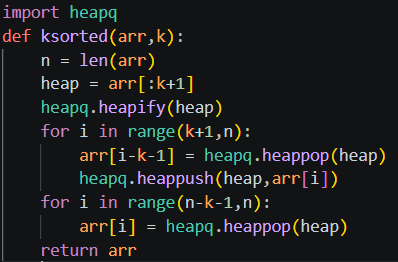 import heapq
def ksorted(arr,k):
    n = len(arr)
    heap = arr[:k+1]
    heapq.heapify(heap)
    for i in range(k+1,n):
        arr[i-k-1] = heapq.heappop(heap)
        heapq.heappush(heap,arr[i])
    for i in range(n-k-1,n):
        arr[i] = heapq.heappop(heap)
    return arr